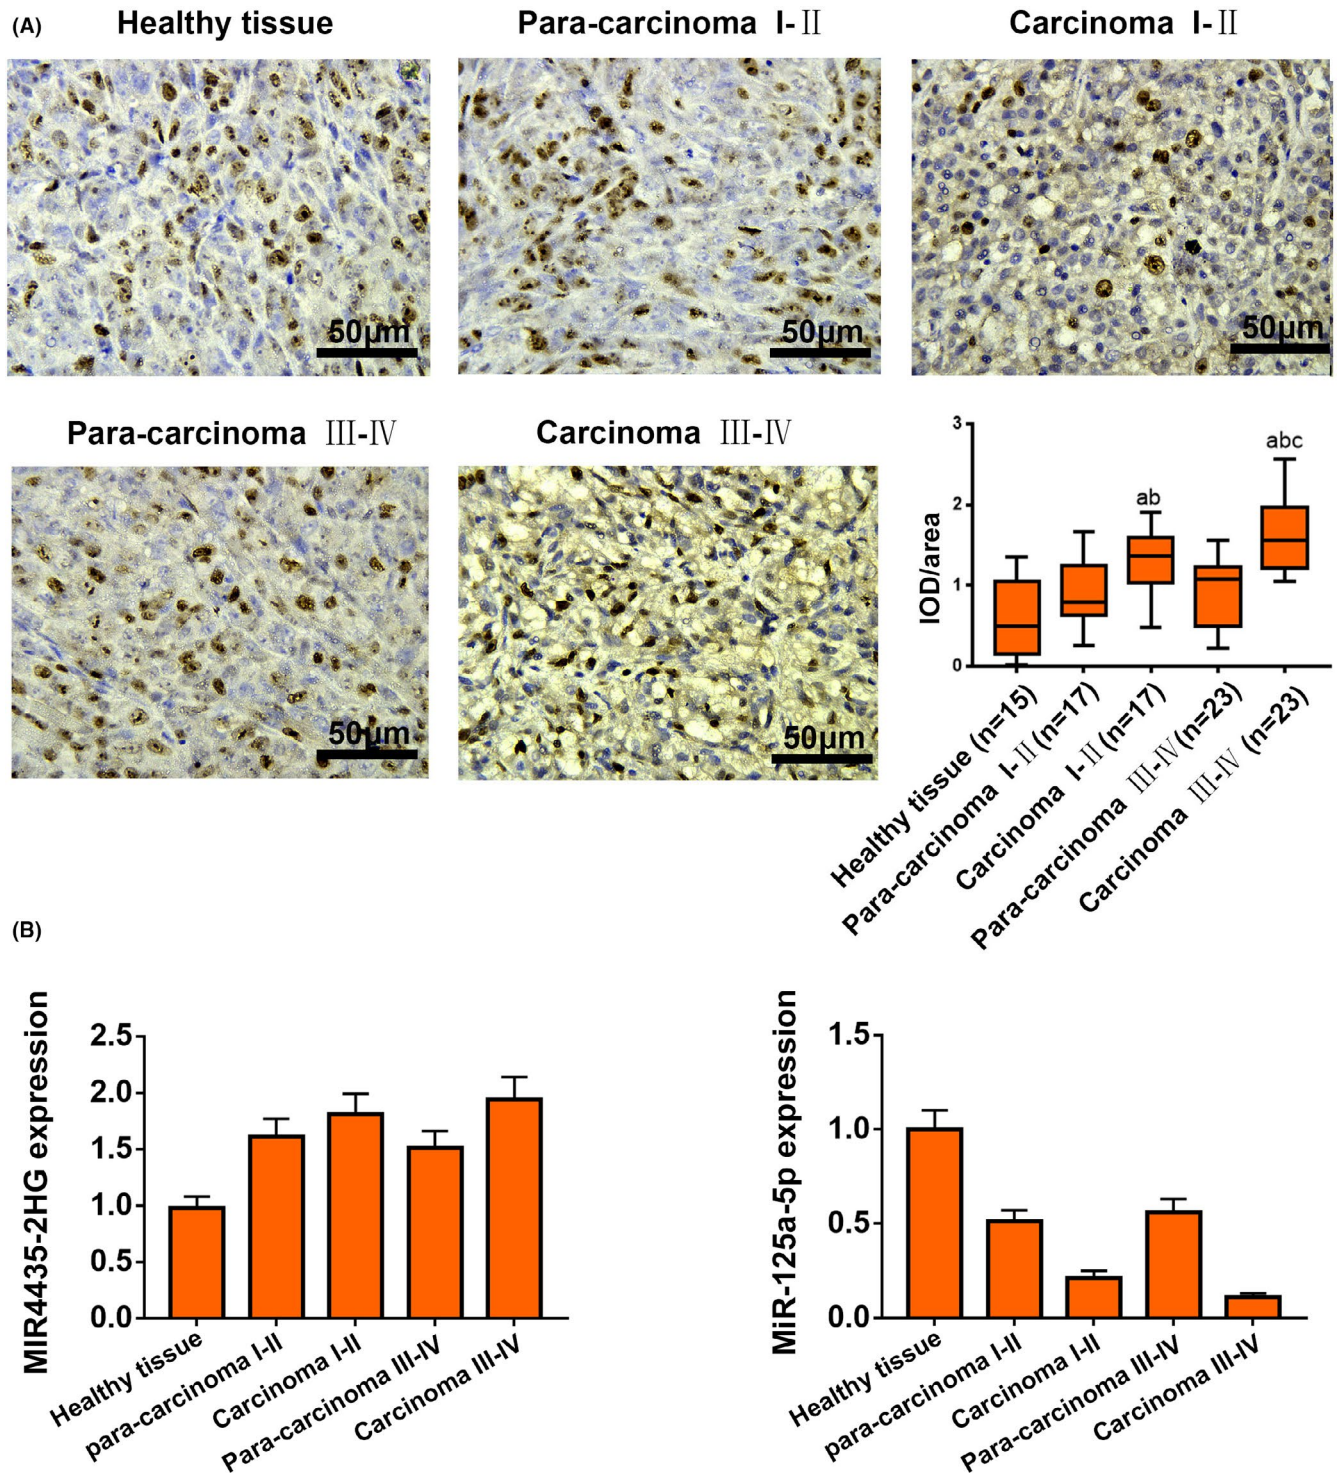 (A)
Healthy tissue
Para-carcinoma I-Ⅱ
Carcinoma I-Ⅱ
50μm
50μm
50μm
Para-carcinoma Ⅲ-Ⅳ
Carcinoma Ⅲ-Ⅳ
50μm
50μm
IOD/area
3
2
1
0
ab
abc
Healthy tissue (n=15)
Para-carcinoma I-Ⅱ (n=17)
Carcinoma I-Ⅱ (n=17)
Para-carcinoma Ⅲ-Ⅳ (n=23)
Carcinoma Ⅲ-Ⅳ (n=23)
(B)
MIR4435-2HG expression
2.5
2.0
1.5
1.0
0.5
0.0
Healthy tissue
para-carcinoma I-II
Carcinoma I-II
Para-carcinoma III-IV
Carcinoma III-IV
MiR-125a-5p expression
1.5
1.0
0.5
0.0
Healthy tissue
para-carcinoma I-II
Carcinoma I-II
Para-carcinoma III-IV
Carcinoma III-IV